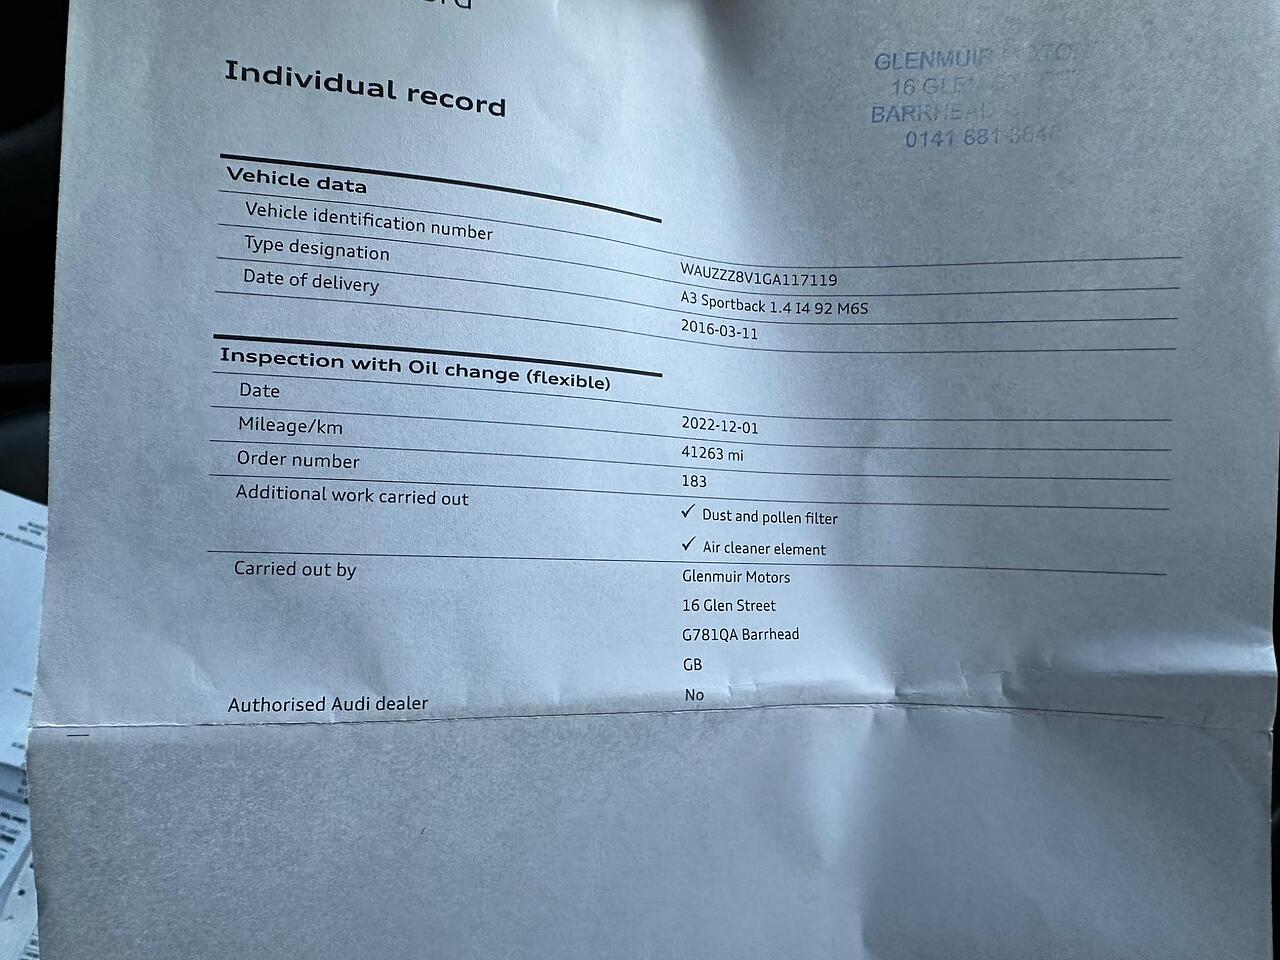 Individual record
GLENMUIR
16
BARRHEAD
0141 881
Vehicle data
Vehicle identification number WAUZZZ8V1GA117119
Type designation A3 Sportback 1.4 I4 92 M6S
Date of delivery 2016-03-11
Inspection with Oil change (flexible)
Date 2022-12-01
Mileage/km 41263 mi
Order number 183
Additional work carried out ✓ Dust and pollen filter
✓ Air cleaner element
Carried out by Glenmuir Motors
16 Glen Street
G781QA Barrhead
GB
Authorised Audi dealer No